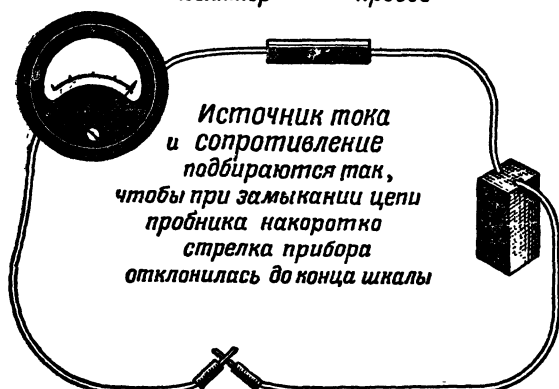 Источник тока
и сопротивление
подбираются так,
чтобы при замыкании цепи
пробника накоротко
стрелка прибора
отклонилась до конца шкалы